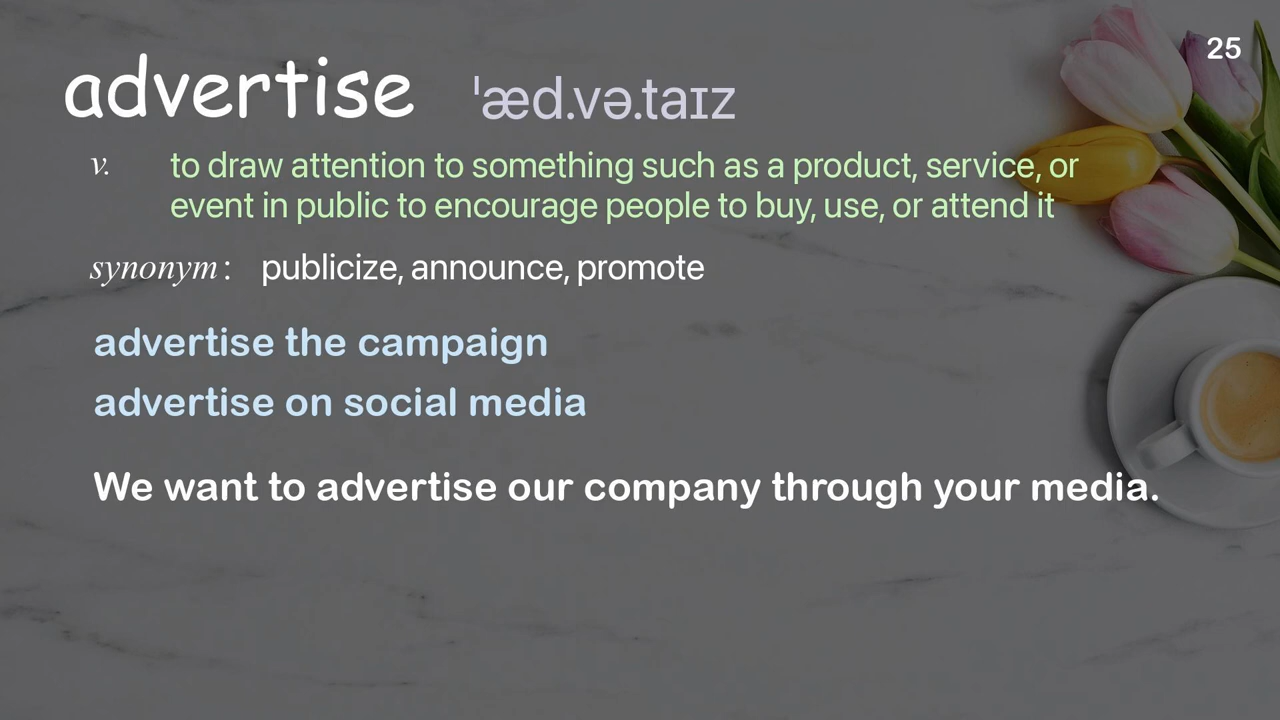 25
advertise ˈæd.və.taɪz
v. to draw attention to something such as a product, service, or
event in public to encourage people to buy, use, or attend it
synonym: publicize, announce, promote
advertise the campaign
advertise on social media
We want to advertise our company through your media.